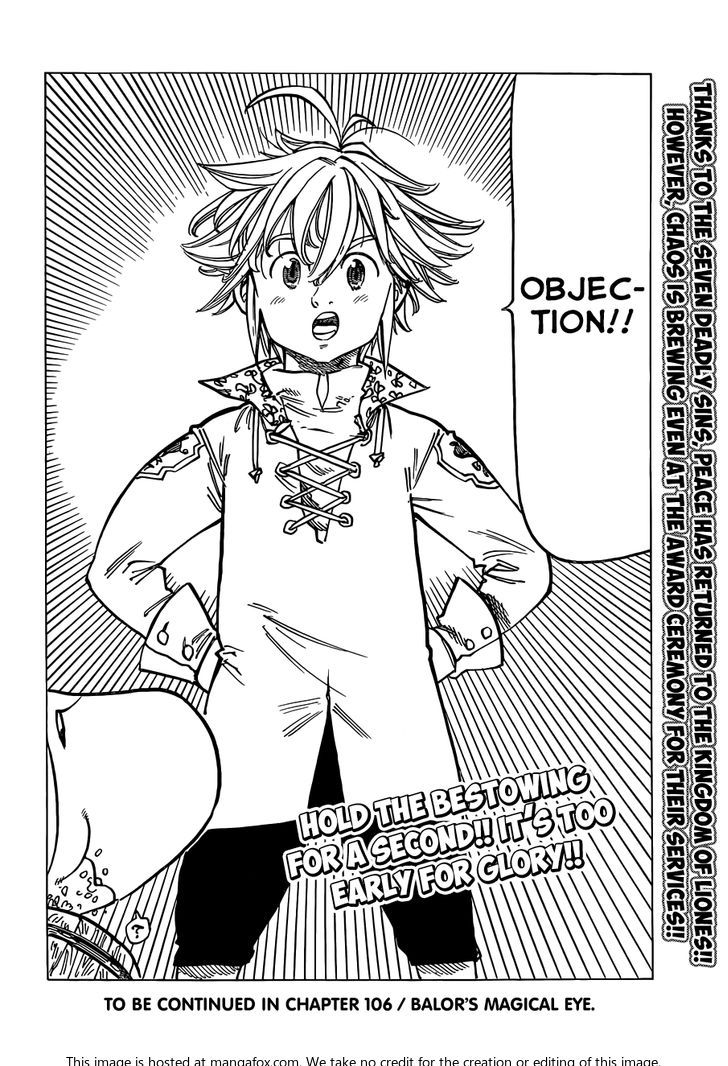 THANKS TO THE SEVEN DEADLY SINS, PEACE HAS RETURNED TO THE KINGDOM OF LIONES!!
HOWEVER, CHAOS IS BREWING EVEN AT THE AWARD CEREMONY FOR THEIR SERVICES!!
OBJEC-
TION!!
HOLD THE BESTOWING
FOR A SECOND!! IT'S TOO
EARLY FOR GLORY!!
?
TO BE CONTINUED IN CHAPTER 106 / BALOR'S MAGICAL EYE.
This image is hosted at mangafox.com. We take no credit for the creation or editing of this image.